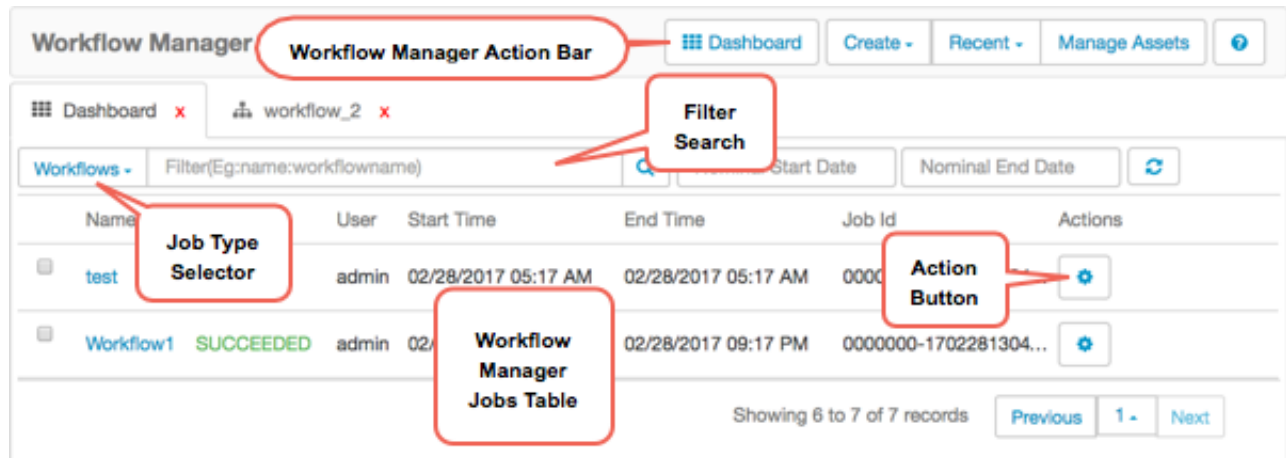 Workflow Manager
Workflow Manager Action Bar
Dashboard
Create
Recent
Manage Assets
Dashboard x
workflow_2 x
Filter
Search
Workflows
Filter(Eg:name:workflowname)
Start Date
Nominal End Date
Name
User
Start Time
End Time
Job Id
Actions
Job Type
Selector
test
admin
02/28/2017 05:17 AM
02/28/2017 05:17 AM
Action
Button
Workflow1
SUCCEEDED
admin
02/
02/28/2017 09:17 PM
0000000-1702281304...
Workflow
Manager
Jobs Table
Showing 6 to 7 of 7 records
Previous
1
Next